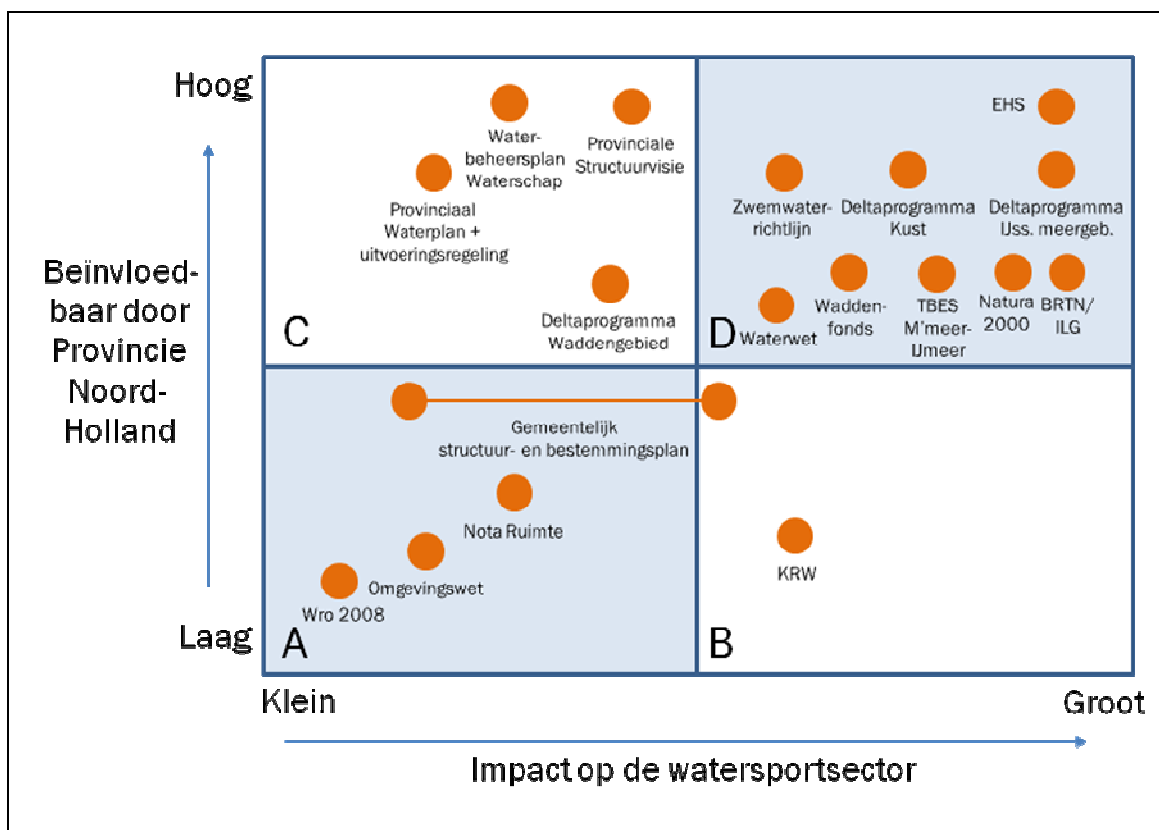 Hoog
Beïnvloed-
baar door
Provincie
Noord-
Holland
Laag
Water-
beheersplan
Waterschap
Provinciale
Structuurvisie
Provinciaal
Waterplan +
uitvoeringsregeling
Deltaprogramma
Waddengebied
C
EHS
Zwemwater-
richtlijn
Deltaprogramma
Kust
Deltaprogramma
IJss. meergeb.
Waterwet
Wadden-
fonds
TBES
M'meer-
IJmeer
Natura
2000
BRTN/
ILG
D
Gemeentelijk
structuur- en bestemmingsplan
Nota Ruimte
Omgevingswet
Wro 2008
A
KRW
B
Klein
Groot
Impact op de watersportsector